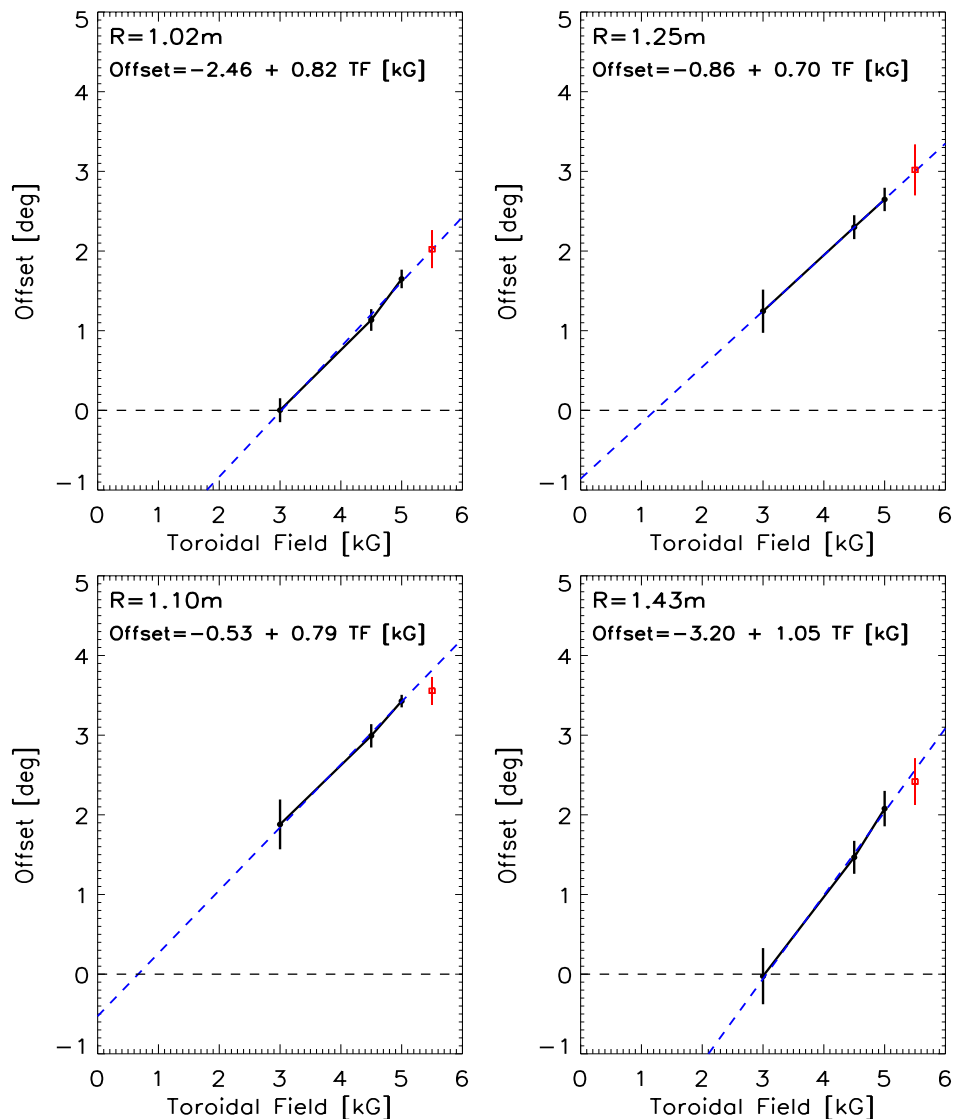 R=1.02m
Offset=−2.46 + 0.82 TF [kG]
5
4
3
2
1
0
−1
Offset [deg]
0 1 2 3 4 5 6
Toroidal Field [kG]
R=1.25m
Offset=−0.86 + 0.70 TF [kG]
5
4
3
2
1
0
−1
Offset [deg]
0 1 2 3 4 5 6
Toroidal Field [kG]
R=1.10m
Offset=−0.53 + 0.79 TF [kG]
5
4
3
2
1
0
−1
Offset [deg]
0 1 2 3 4 5 6
Toroidal Field [kG]
R=1.43m
Offset=−3.20 + 1.05 TF [kG]
5
4
3
2
1
0
−1
Offset [deg]
0 1 2 3 4 5 6
Toroidal Field [kG]